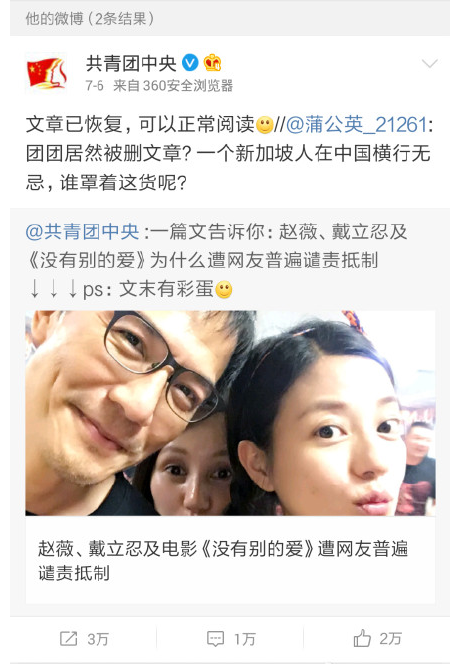 他的微博（2条结果）
共青团中央
7-6 来自 360安全浏览器
文章已恢复，可以正常阅读//@蒲公英_21261:
团团居然被删文章？一个新加坡人在中国横行无
忌，谁罩着这货呢？
@共青团中央 :一篇文告诉你：赵薇、戴立忍及
《没有别的爱》为什么遭网友普遍谴责抵制
↓↓↓ps：文末有彩蛋
赵薇、戴立忍及电影《没有别的爱》遭网友普遍
谴责抵制
3万
1万
2万